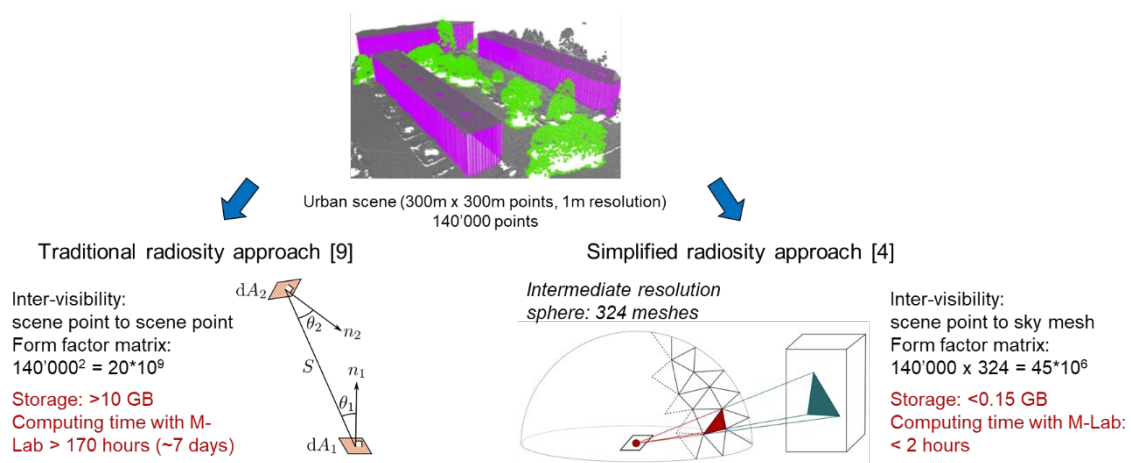 Urban scene (300m x 300m points, 1m resolution)
140'000 points
Traditional radiosity approach [9]
Inter-visibility:
scene point to scene point
Form factor matrix:
140'000² = 20*10⁹
Storage: >10 GB
Computing time with M-
Lab > 170 hours (~7 days)
dA₂
θ₂
n₂
S
n₁
θ₁
dA₁
Simplified radiosity approach [4]
Intermediate resolution
sphere: 324 meshes
Inter-visibility:
scene point to sky mesh
Form factor matrix:
140'000 x 324 = 45*10⁶
Storage: <0.15 GB
Computing time with M-Lab:
< 2 hours